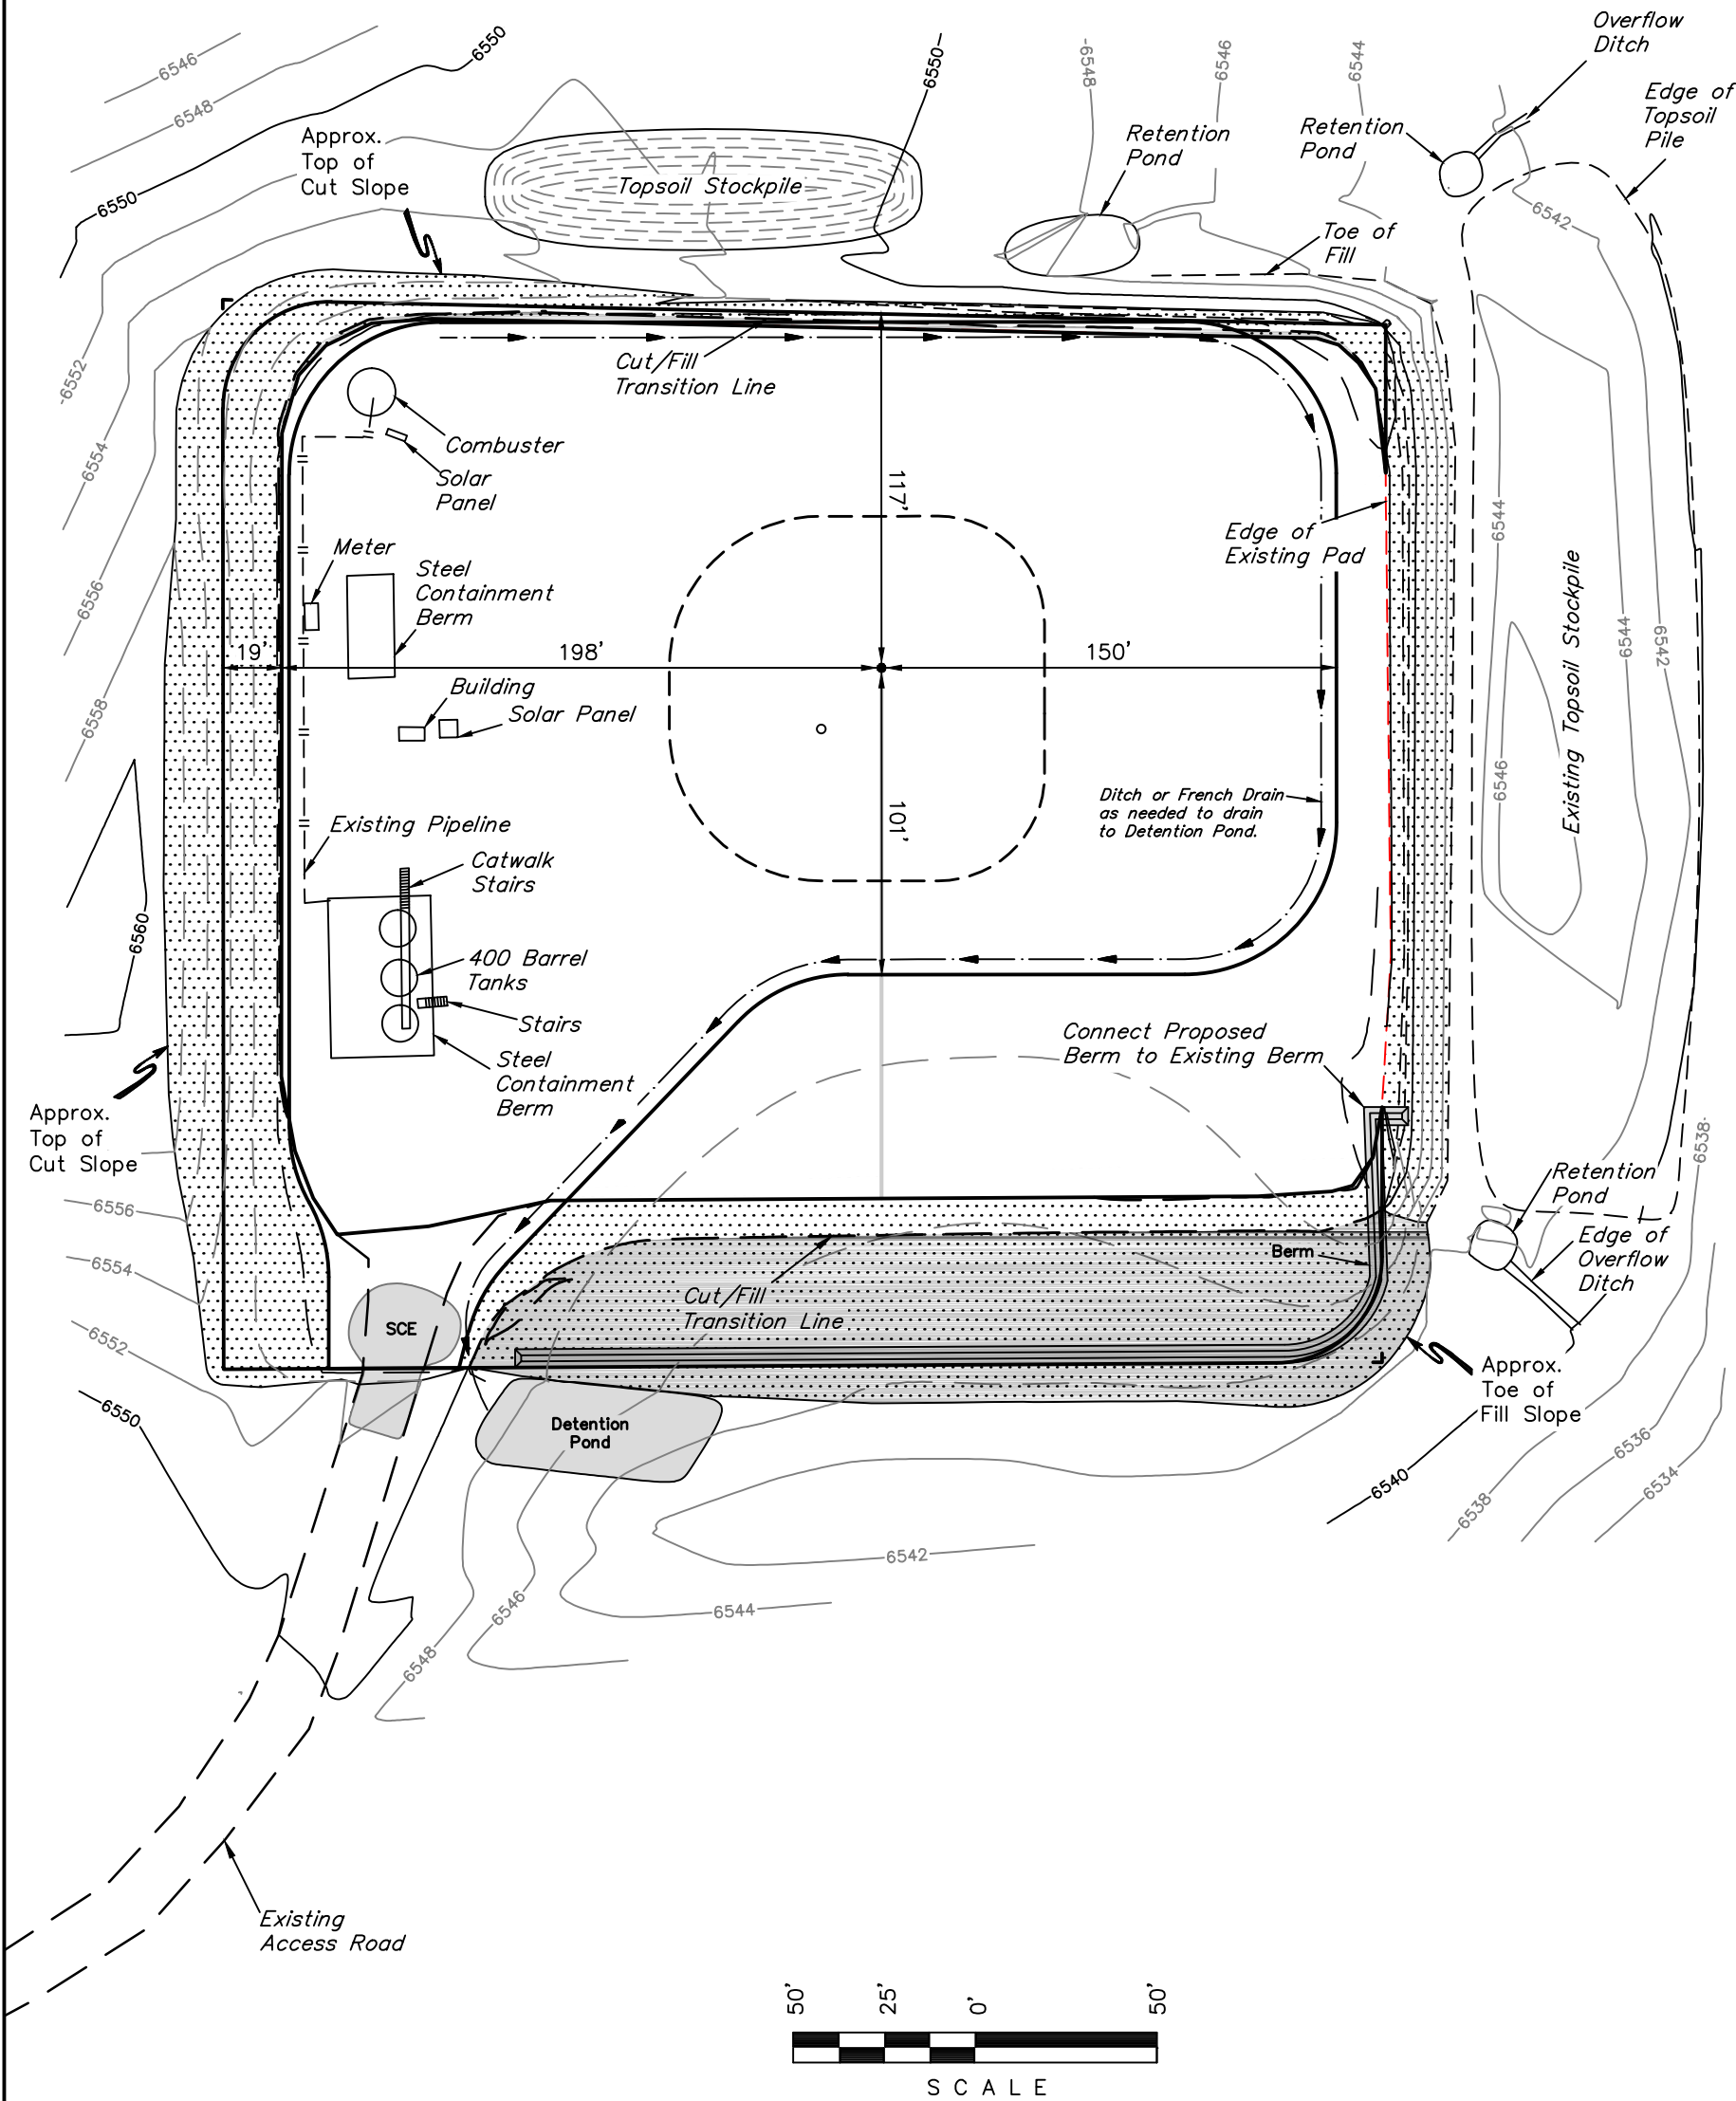 Overflow
Ditch
Edge of
Topsoil
Pile
6550
6550
6548
6546
6544
6546
6548
Approx.
Top of
Cut Slope
Retention
Pond
Retention
Pond
Topsoil Stockpile
6550
6542
Toe of
Fill
Cut/Fill
Transition Line
6552
Combuster
Solar
Panel
6554
117'
6544
Edge of
Existing Pad
Meter
Steel
Containment
Berm
6556
Existing Topsoil Stockpile
6544
6542
19'
198'
150'
Building
Solar Panel
6558
6546
Ditch or French Drain
as needed to drain
to Detention Pond.
101'
Existing Pipeline
Catwalk
Stairs
6560
400 Barrel
Tanks
Stairs
Connect Proposed
Berm to Existing Berm
Steel
Containment
Berm
Approx.
Top of
Cut Slope
6538
Retention
Pond
6556
Edge of
Overflow
Ditch
Berm
6554
Cut/Fill
Transition Line
SCE
6552
Approx.
Toe of
Fill Slope
6550
Detention
Pond
6536
6540
6534
6538
6542
6546
6544
6548
Existing
Access Road
50'
25'
0'
50'
SCALE